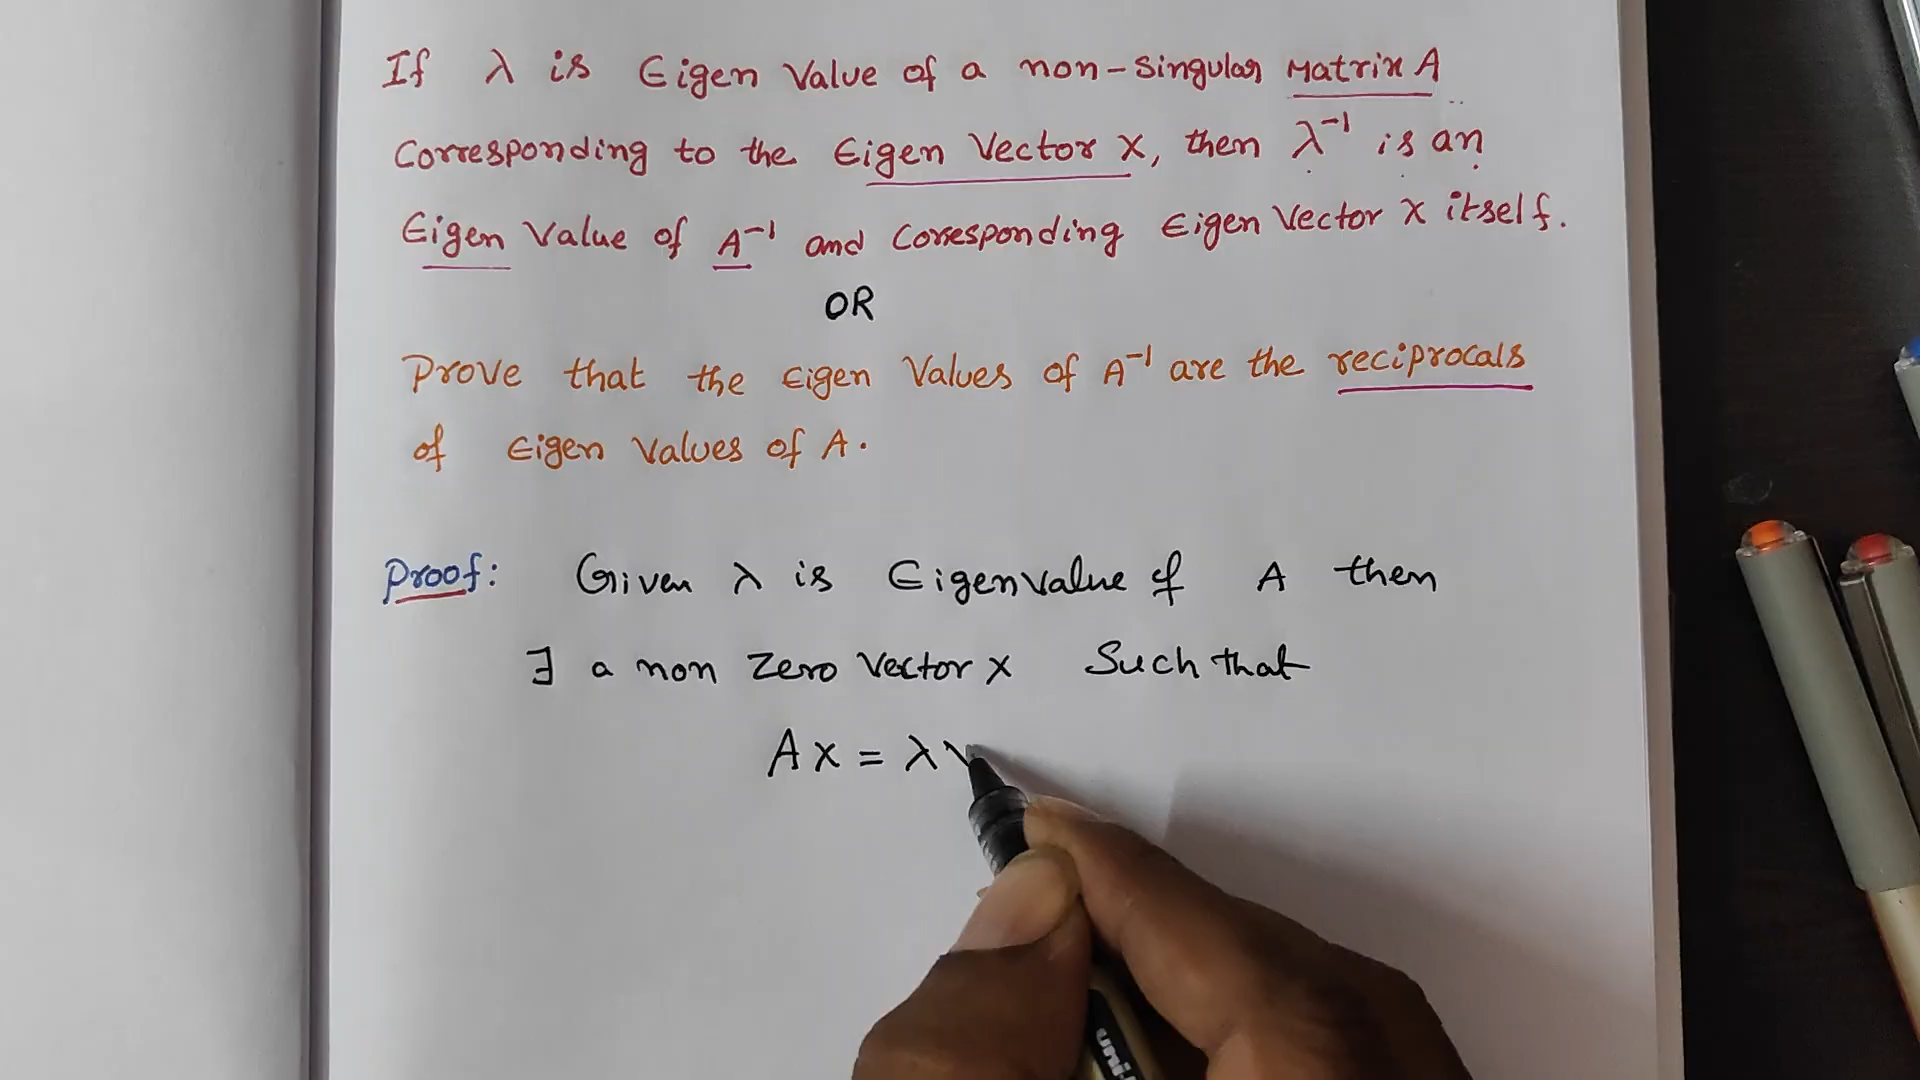 If λ is Eigen Value of a non-singular Matrix A
Corresponding to the Eigen Vector X, then λ⁻¹ is an
Eigen Value of A⁻¹ and Corresponding Eigen Vector X itself.
OR
Prove that the Eigen Values of A⁻¹ are the reciprocals
of Eigen Values of A.
Proof: Given λ is Eigenvalue of A then
∃ a non Zero Vector X Such that
AX = λ
uni